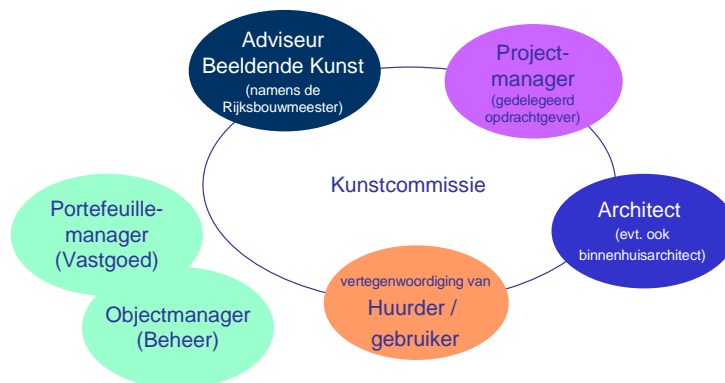 Adviseur
Beeldende Kunst
(namens de
Rijksbouwmeester)
Project-
manager
(gedelegeerd
opdrachtgever)
Kunstcommissie
Architect
(evt. ook
binnenhuisarchitect)
Portefeuille-
manager
(Vastgoed)
Objectmanager
(Beheer)
vertegenwoordiging van
Huurder /
gebruiker